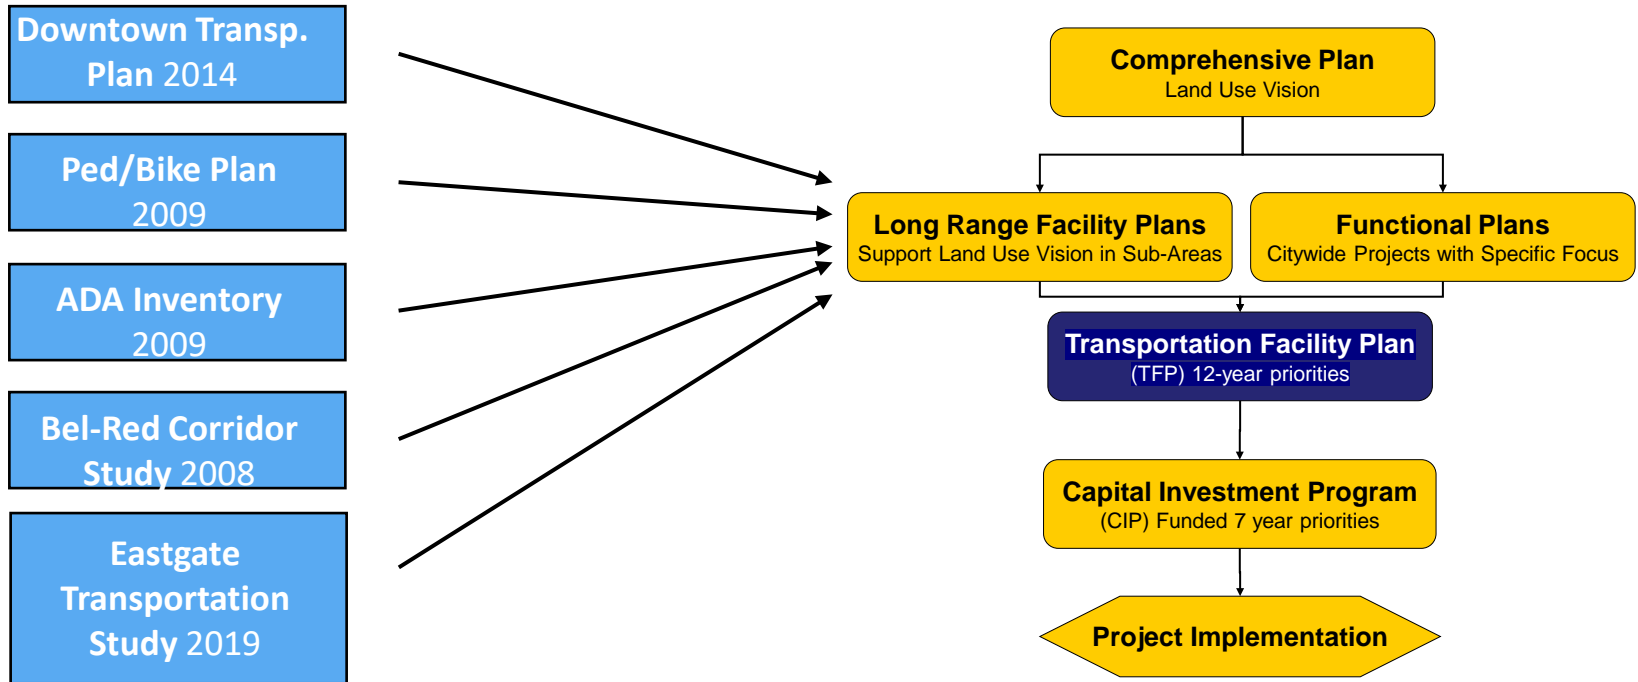 Downtown Transp.
Plan 2014
Ped/Bike Plan
2009
ADA Inventory
2009
Bel-Red Corridor
Study 2008
Eastgate
Transportation
Study 2019
Comprehensive Plan
Land Use Vision
Long Range Facility Plans
Support Land Use Vision in Sub-Areas
Functional Plans
Citywide Projects with Specific Focus
Transportation Facility Plan
(TFP) 12-year priorities
Capital Investment Program
(CIP) Funded 7 year priorities
Project Implementation